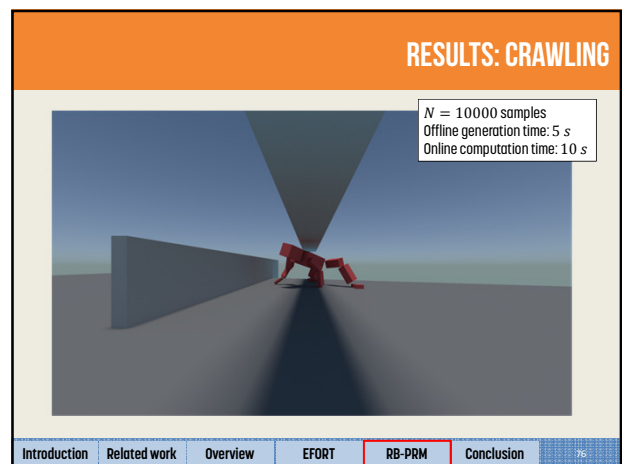 RESULTS: CRAWLING
N = 10000 samples
Offline generation time: 5 s
Online computation time: 10 s
Introduction Related work Overview EFORT RB-PRM Conclusion 76